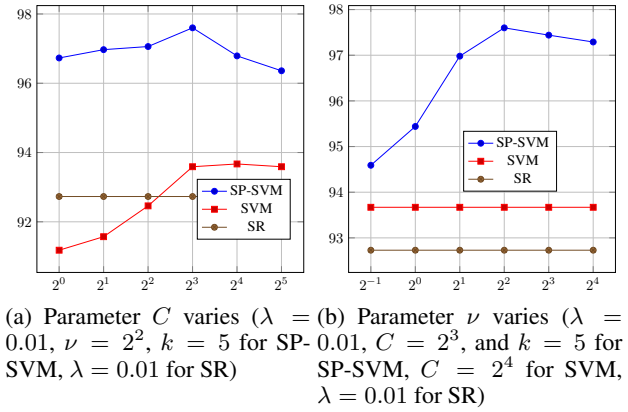 98
96
94
92
2^0 2^1 2^2 2^3 2^4 2^5
SP-SVM
SVM
SR
98
97
96
95
94
93
2^{-1} 2^0 2^1 2^2 2^3 2^4
SP-SVM
SVM
SR
(a) Parameter C varies (λ =
0.01, ν = 2^2, k = 5 for SP-
SVM, λ = 0.01 for SR)
(b) Parameter ν varies (λ =
0.01, C = 2^3, and k = 5 for
SP-SVM, C = 2^4 for SVM,
λ = 0.01 for SR)